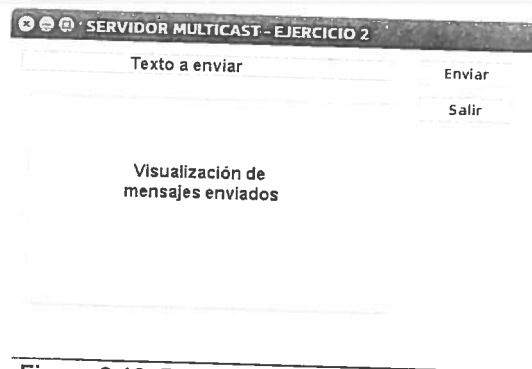 SERVIDOR MULTICAST - EJERCICIO 2
Texto a enviar
Enviar
Salir
Visualización de
mensajes enviados